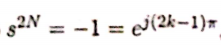 s^{2N} = -1 = e^{j(2k-1)π}